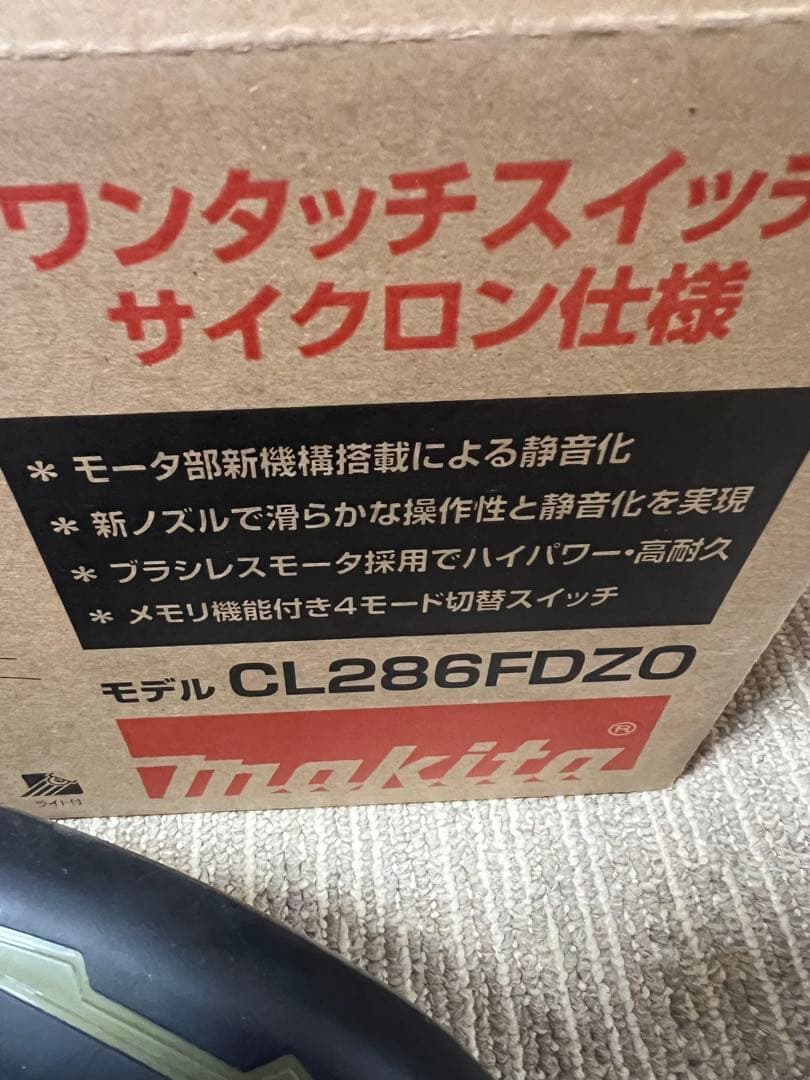 ワンタッチスイッチ
サイクロン仕様
* モータ部新機構搭載による静音化
* 新ノズルで滑らかな操作性と静音化を実現
* ブラシレスモータ採用でハイパワー・高耐久
* メモリ機能付き4モード切替スイッチ
モデル CL286FDZO
makita®
ライト付